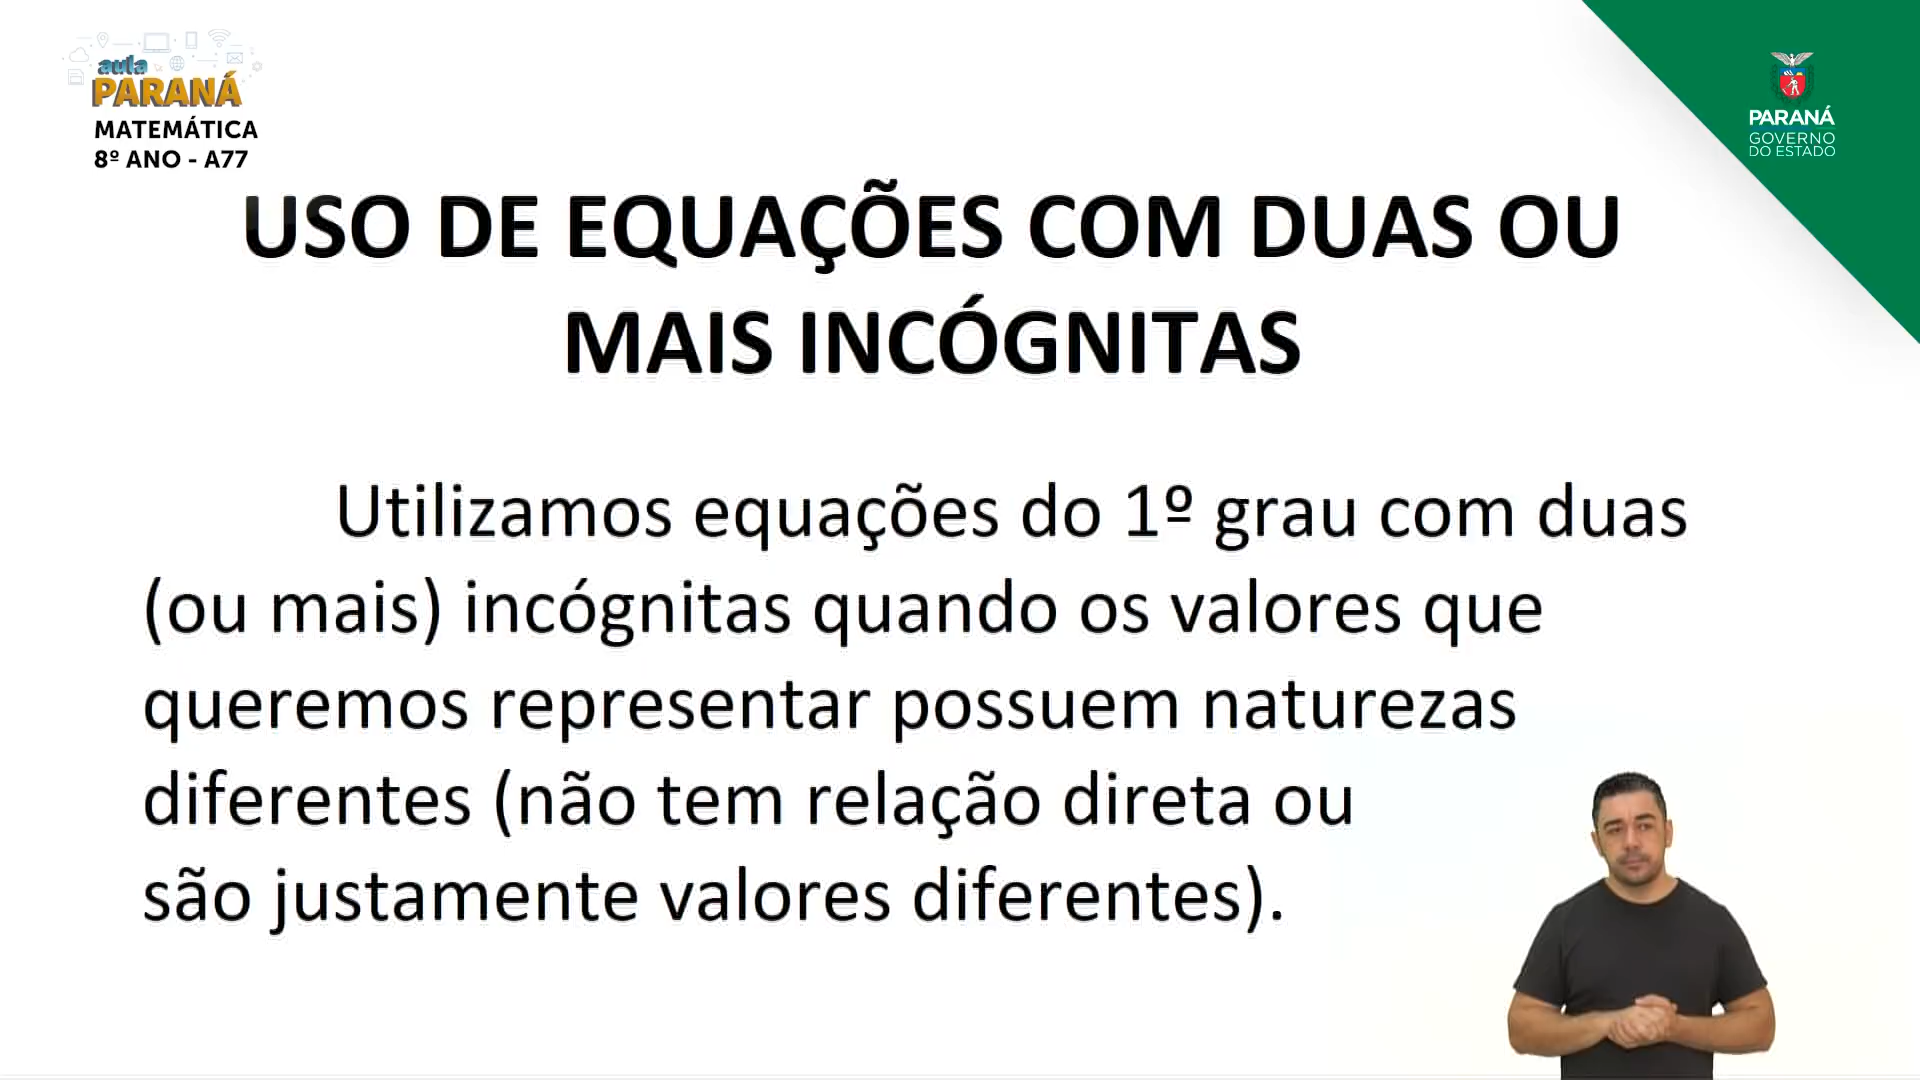 aula
PARANÁ
MATEMÁTICA
8º ANO - A77
PARANÁ
GOVERNO
DO ESTADO
USO DE EQUAÇÕES COM DUAS OU
MAIS INCÓGNITAS
Utilizamos equações do 1º grau com duas
(ou mais) incógnitas quando os valores que
queremos representar possuem naturezas
diferentes (não tem relação direta ou
são justamente valores diferentes).